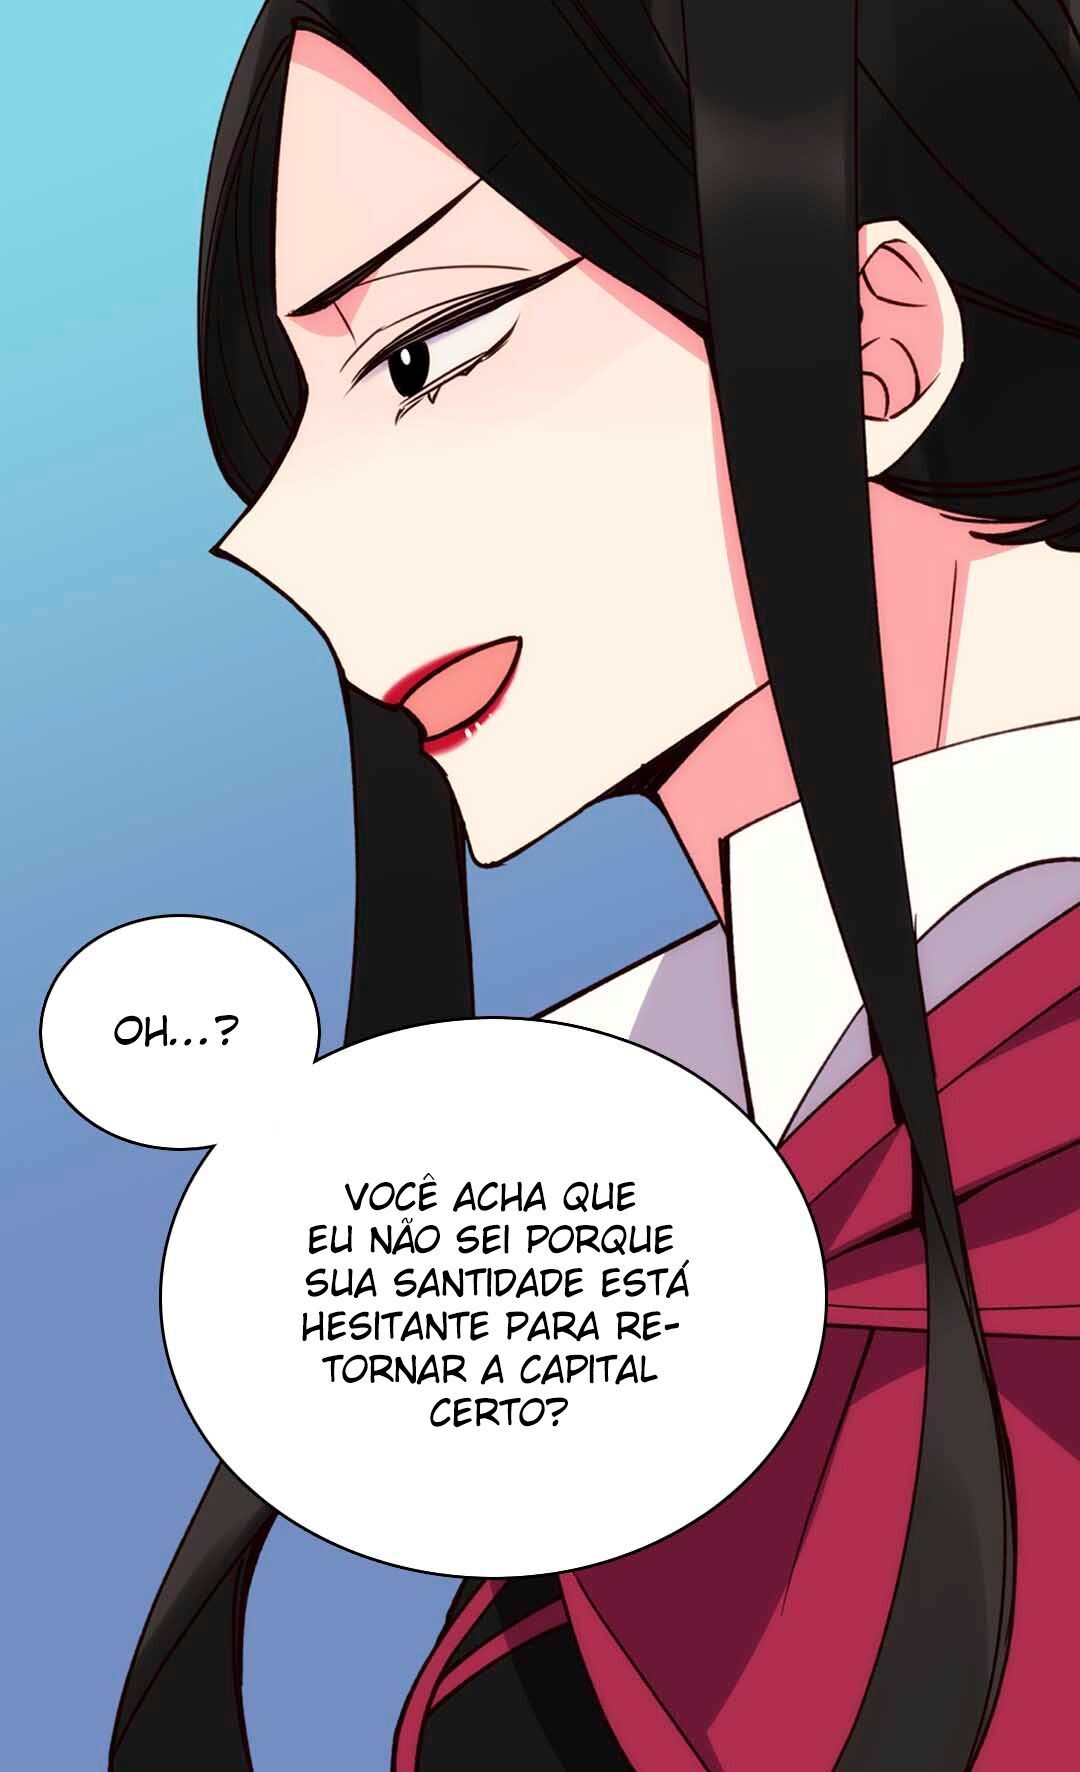 OH...?
VOCÊ ACHA QUE
EU NÃO SEI PORQUE
SUA SANTIDADE ESTÁ
HESITANTE PARA RE-
TORNAR A CAPITAL
CERTO?